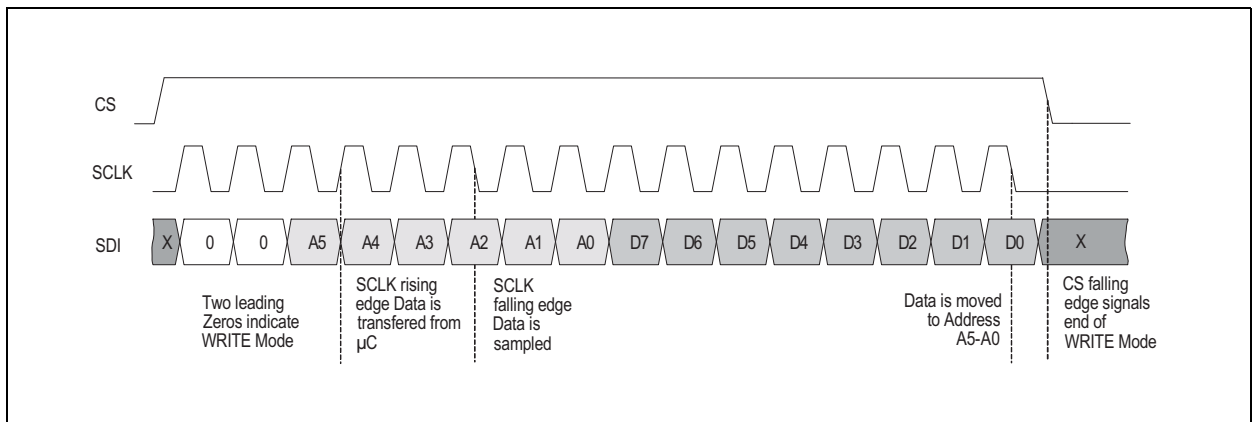 CS
SCLK
SDI
X 0 0 A5 A4 A3 A2 A1 A0 D7 D6 D5 D4 D3 D2 D1 D0 X
Two leading
Zeros indicate
WRITE Mode
SCLK rising
edge Data is
transfered from
µC
SCLK
falling edge
Data is
sampled
Data is moved
to Address
A5-A0
CS falling
edge signals
end of
WRITE Mode